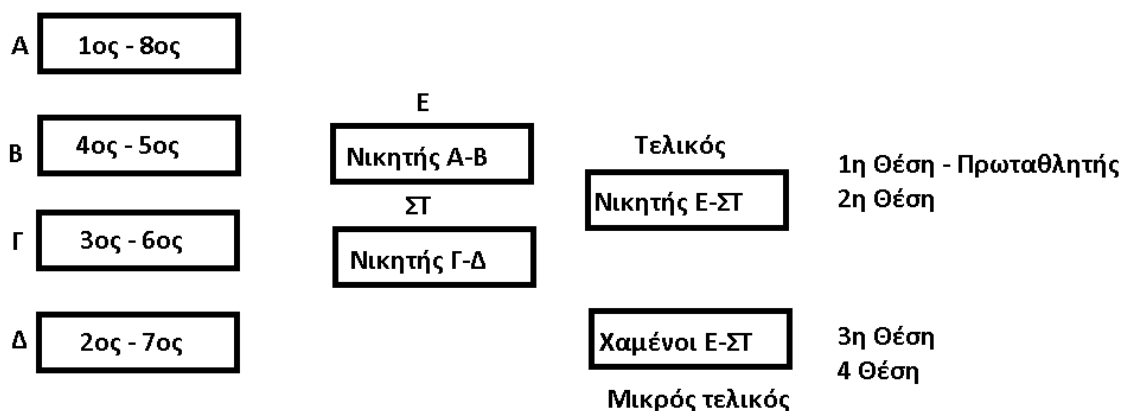 Α
1ος - 8ος
Β
4ος - 5ος
Γ
3ος - 6ος
Δ
2ος - 7ος
Ε
Νικητής Α-Β
ΣΤ
Νικητής Γ-Δ
Τελικός
Νικητής Ε-ΣΤ
Χαμένοι Ε-ΣΤ
Μικρός τελικός
1η Θέση - Πρωταθλητής
2η Θέση
3η Θέση
4 Θέση